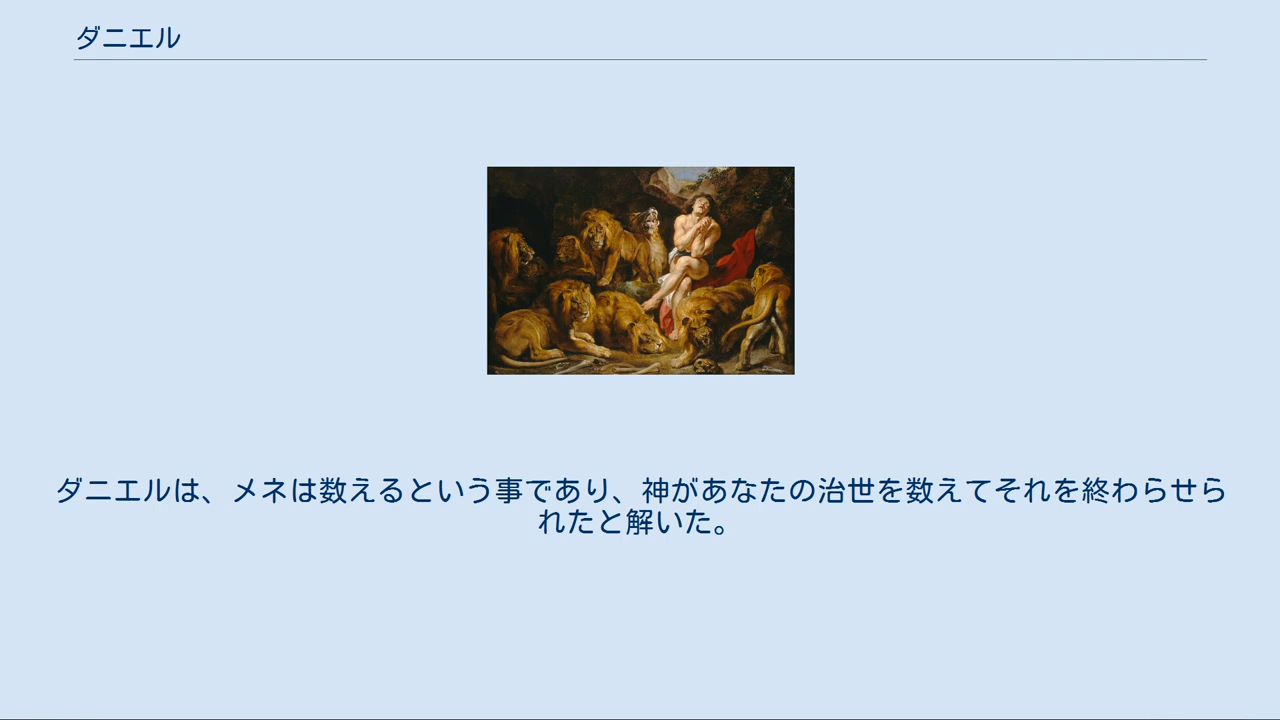 ダニエル
ダニエルは、メネは数えるという事であり、神があなたの治世を数えてそれを終わらせら
れたと解いた。